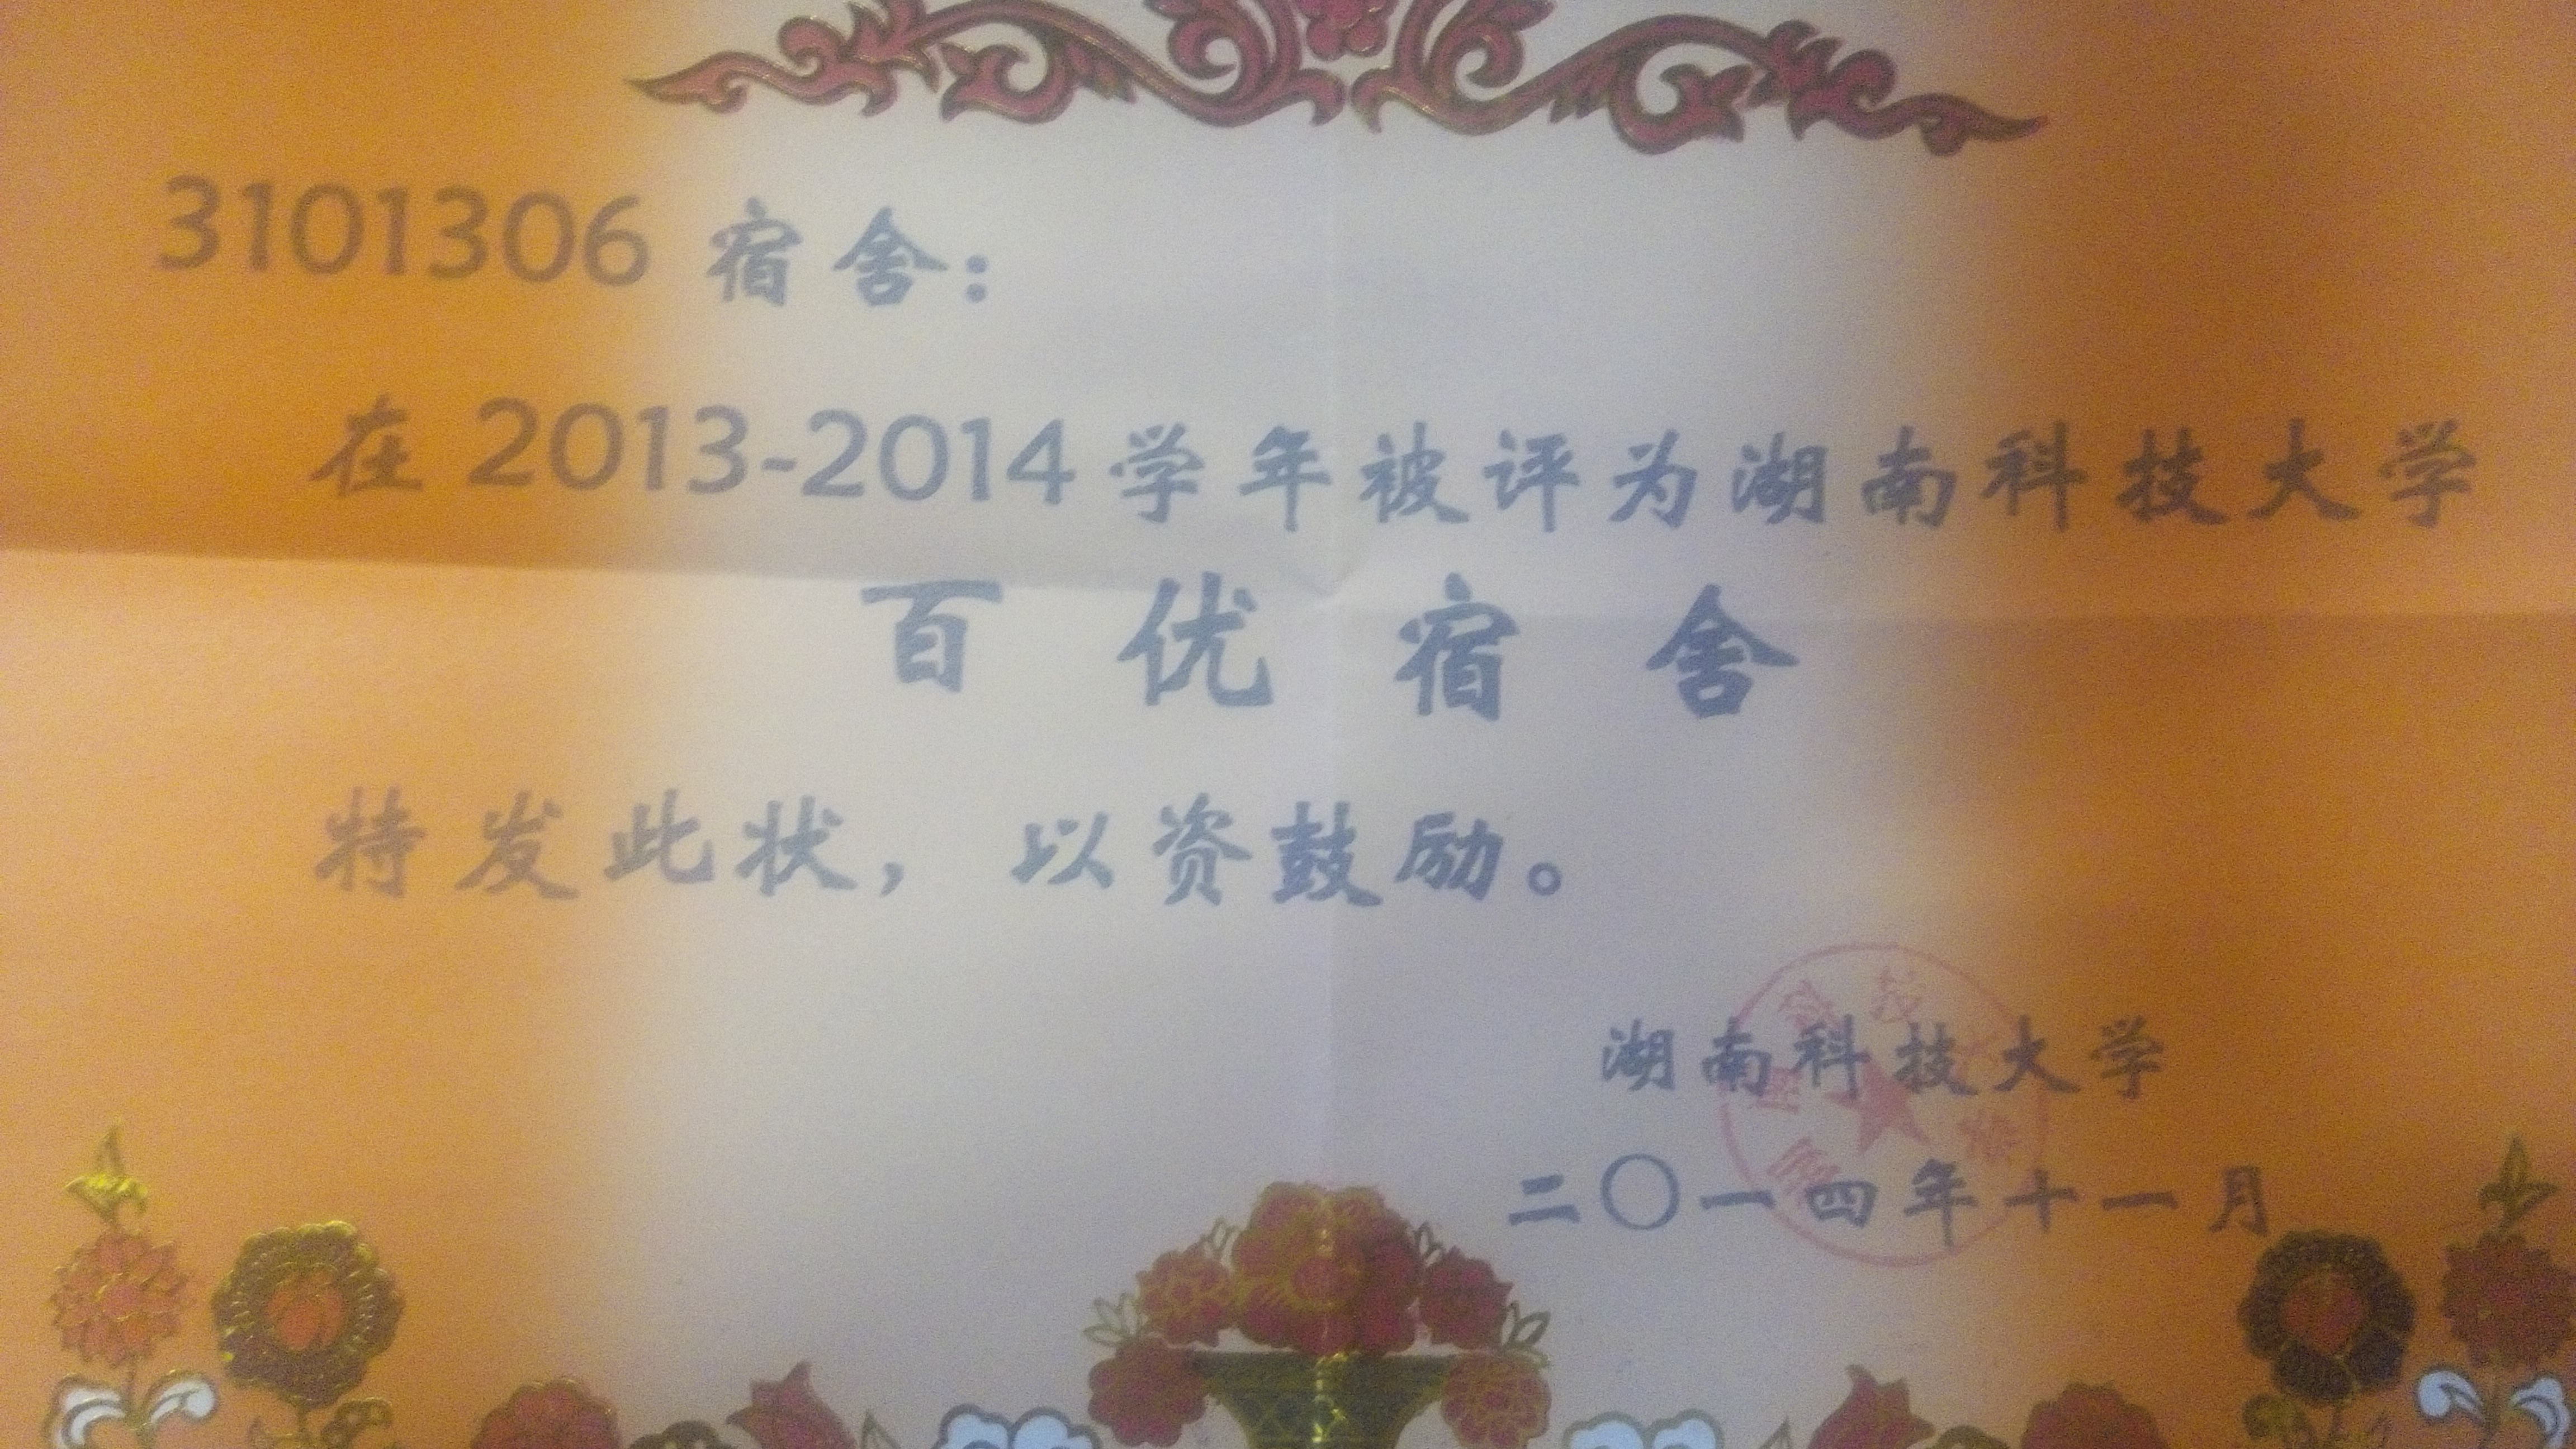 3101306 宿舍：
在 2013-2014 学年被评为湖南科技大学
百优宿舍
特发此状，以资鼓励。
湖南科技大学
二〇一四年十一月